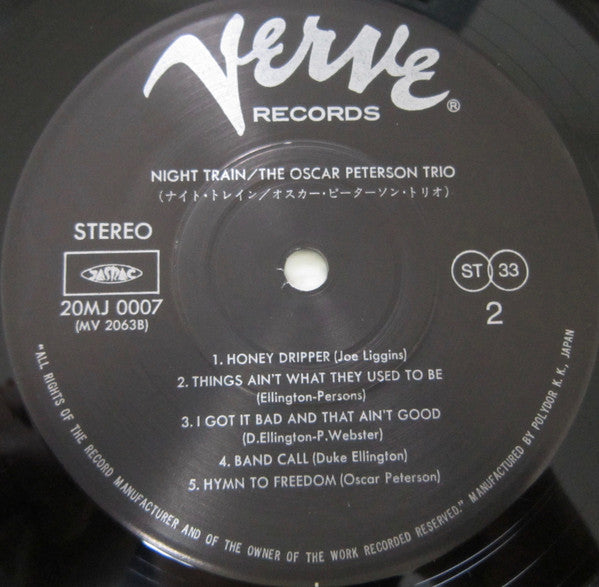 VERVE
RECORDS ®
NIGHT TRAIN/THE OSCAR PETERSON TRIO
(ナイト・トレイン/オスカー・ピーターソン・トリオ)
STEREO
JASRAC
20MJ 0007
(MV 2063B)
ST 33
2
1. HONEY DRIPPER (Joe Liggins)
2. THINGS AIN'T WHAT THEY USED TO BE
(Ellington-Persons)
3. I GOT IT BAD AND THAT AIN'T GOOD
(D.Ellington-P.Webster)
4. BAND CALL (Duke Ellington)
5. HYMN TO FREEDOM (Oscar Peterson)
"ALL RIGHTS OF THE RECORD MANUFACTURER AND OF THE OWNER OF THE WORK RECORDED RESERVED." MANUFACTURED BY POLYDOR K.K., JAPAN